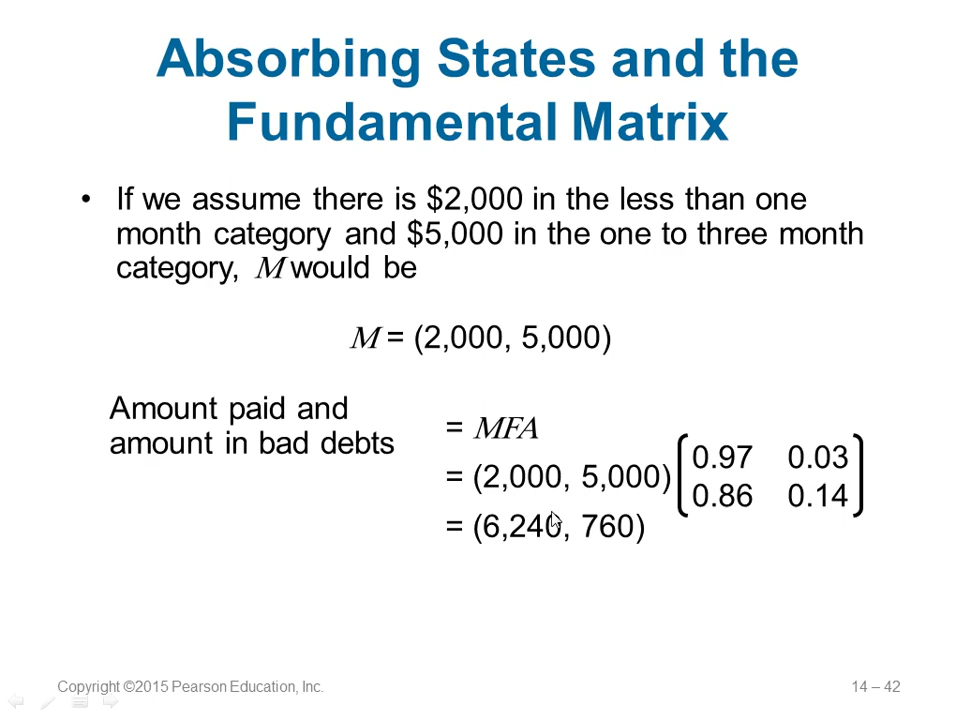 Absorbing States and the
Fundamental Matrix
• If we assume there is $2,000 in the less than one
month category and $5,000 in the one to three month
category, M would be
M = (2,000, 5,000)
Amount paid and
amount in bad debts
= MFA
= (2,000, 5,000) (0.97 0.03
0.86 0.14)
= (6,240, 760)
Copyright ©2015 Pearson Education, Inc.
14 – 42